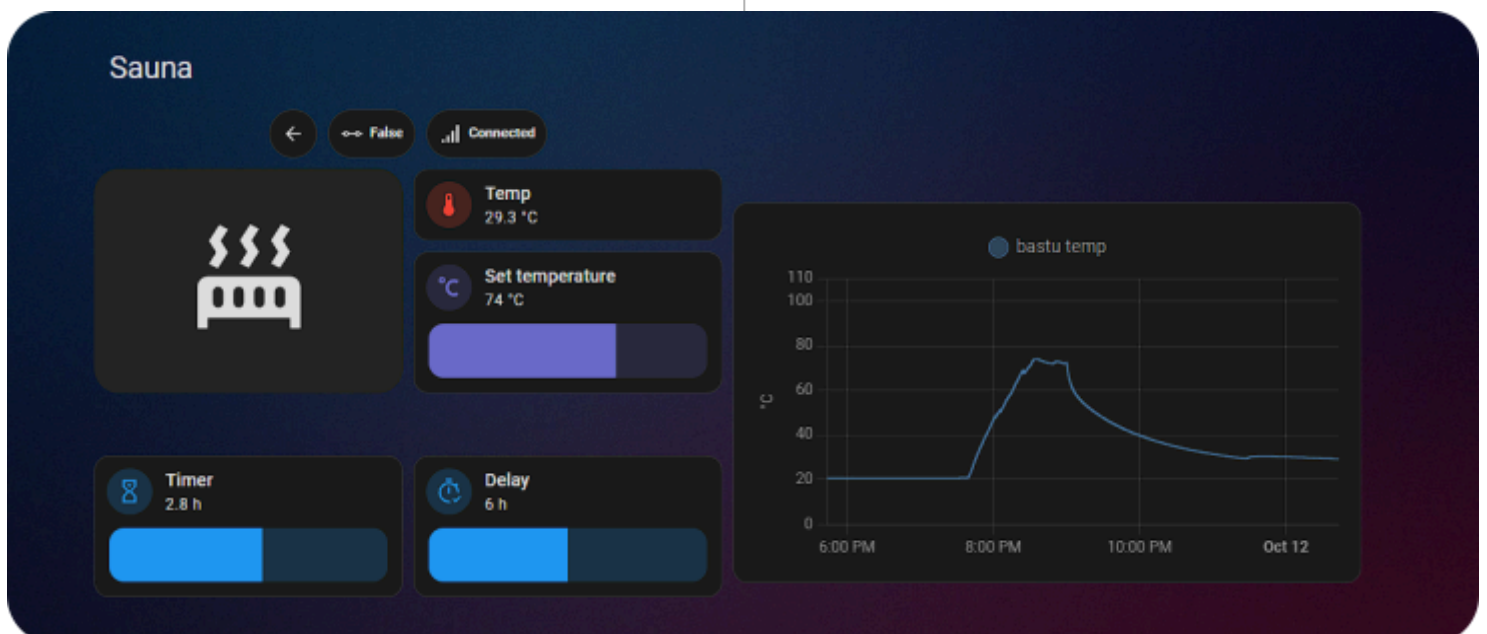 Sauna
False
Connected
Temp
29.3 °C
°C
Set temperature
74 °C
Timer
2.8 h
Delay
6 h
bastu temp
110
100
80
60
40
20
0
°C
6:00 PM
8:00 PM
10:00 PM
Oct 12